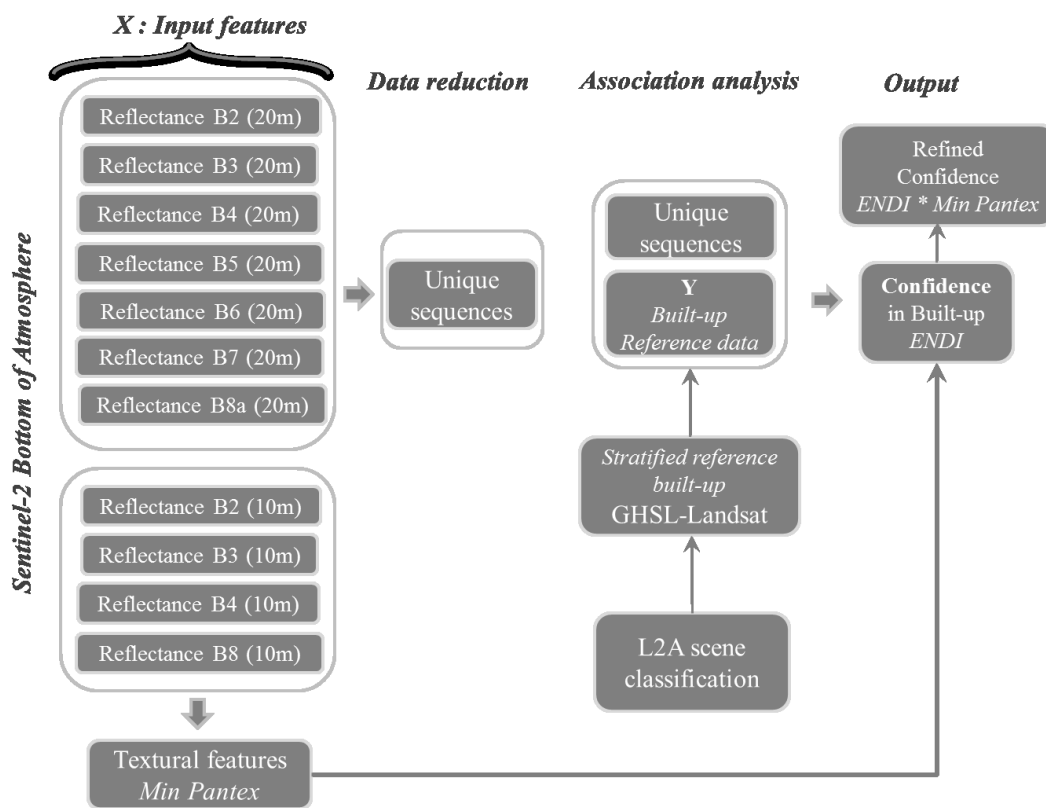 X : Input features
Data reduction
Association analysis
Output
Sentinel-2 Bottom of Atmosphere
Reflectance B2 (20m)
Reflectance B3 (20m)
Reflectance B4 (20m)
Reflectance B5 (20m)
Reflectance B6 (20m)
Reflectance B7 (20m)
Reflectance B8a (20m)
Reflectance B2 (10m)
Reflectance B3 (10m)
Reflectance B4 (10m)
Reflectance B8 (10m)
Textural features
Min Pantex
Unique
sequences
Unique
sequences
Y
Built-up
Reference data
Stratified reference
built-up
GHSL-Landsat
L2A scene
classification
Refined
Confidence
ENDI * Min Pantex
Confidence
in Built-up
ENDI